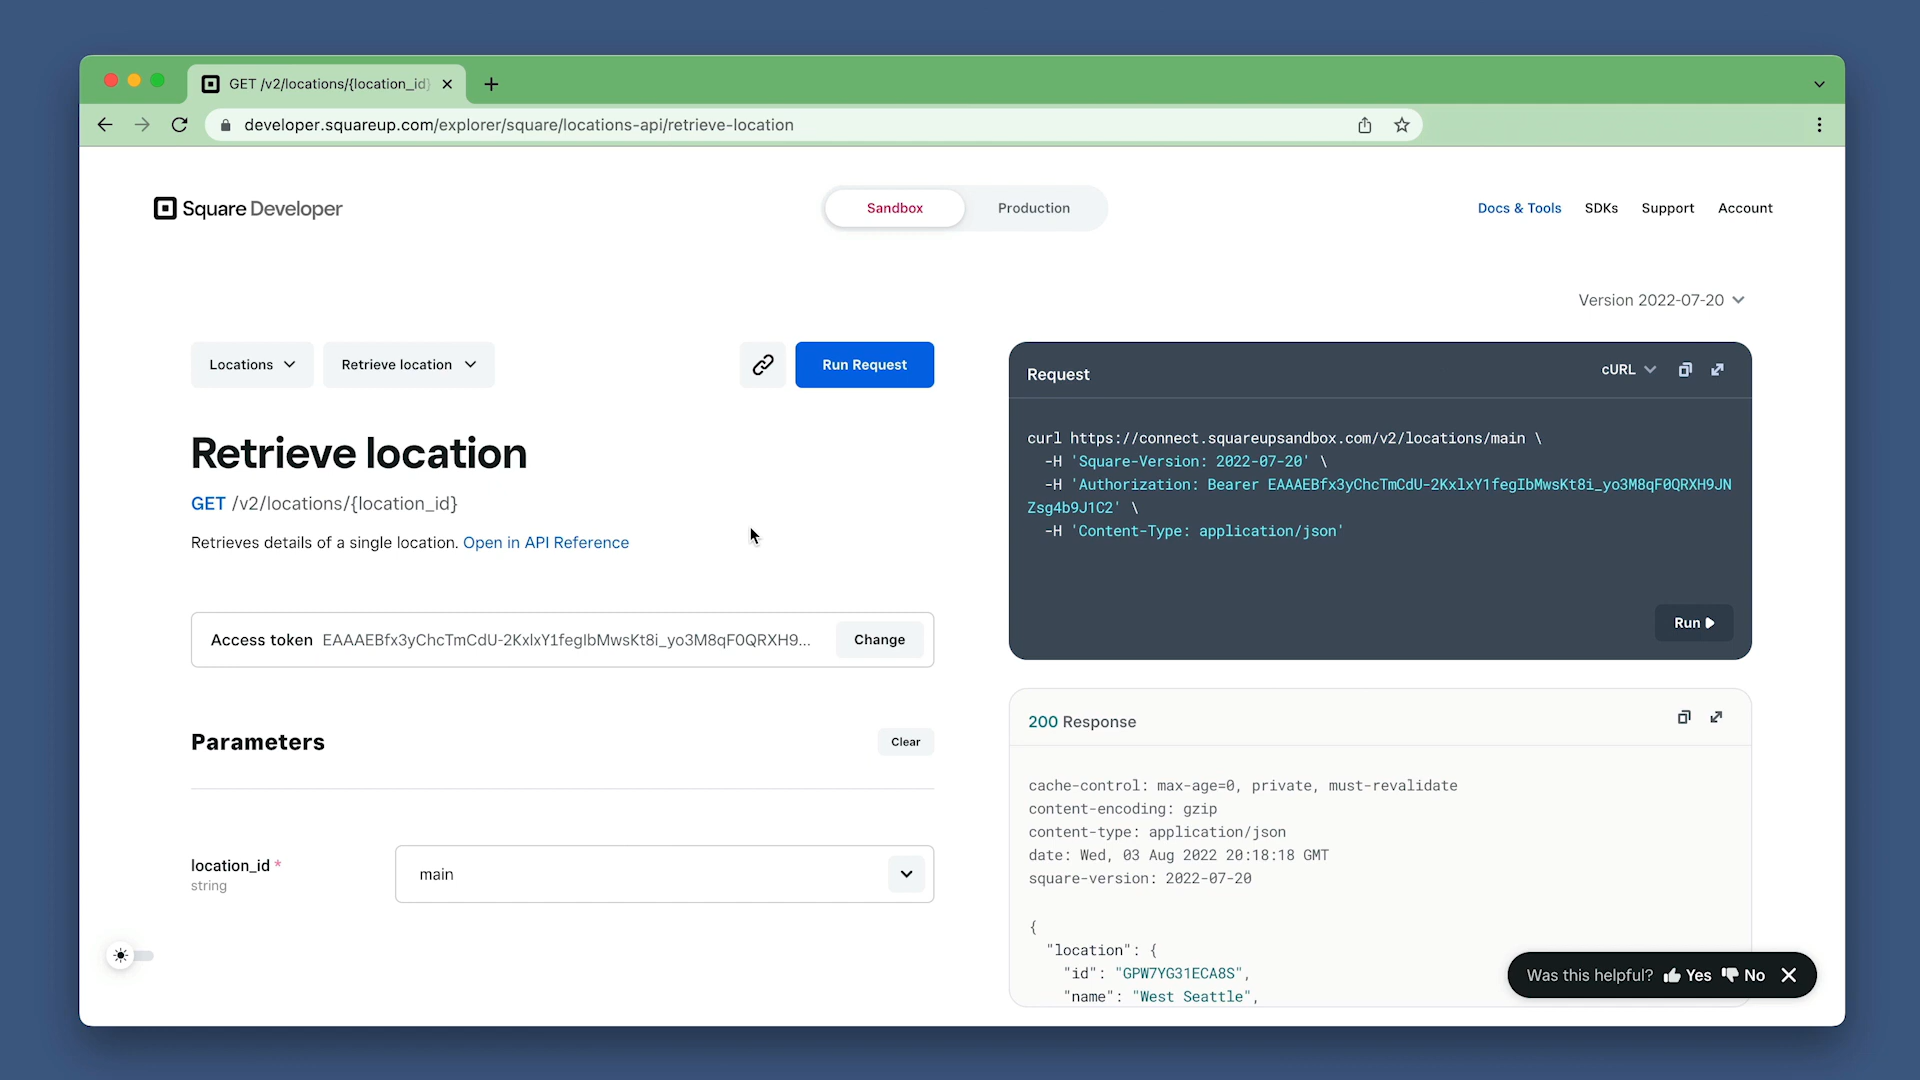 GET /v2/locations/{location_id}
developer.squareup.com/explorer/square/locations-api/retrieve-location
Square Developer
Sandbox
Production
Docs & Tools
SDKs
Support
Account
Version 2022-07-20
Locations
Retrieve location
Run Request
Retrieve location
GET /v2/locations/{location_id}
Retrieves details of a single location. Open in API Reference
Access token EAAAEBfx3yChcTmCdU-2KxlxY1fegIbMwsKt8i_yo3M8qF0QRXH9...
Change
Parameters
Clear
location_id *
string
main
Request
cURL
curl https://connect.squareupsandbox.com/v2/locations/main \
-H 'Square-Version: 2022-07-20' \
-H 'Authorization: Bearer EAAAEBfx3yChcTmCdU-2KxlxY1fegIbMwsKt8i_yo3M8qF0QRXH9JN
Zsg4b9J1C2' \
-H 'Content-Type: application/json'
Run
200 Response
cache-control: max-age=0, private, must-revalidate
content-encoding: gzip
content-type: application/json
date: Wed, 03 Aug 2022 20:18:18 GMT
square-version: 2022-07-20
{
"location": {
"id": "GPW7YG31ECA8S",
"name": "West Seattle",
Was this helpful? Yes No